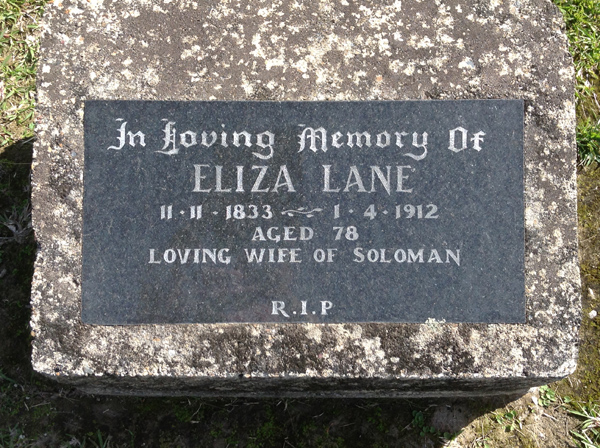 In Loving Memory Of
ELIZA LANE
11 · 11 · 1833 ~ 1 · 4 · 1912
AGED 78
LOVING WIFE OF SOLOMAN
R.I.P